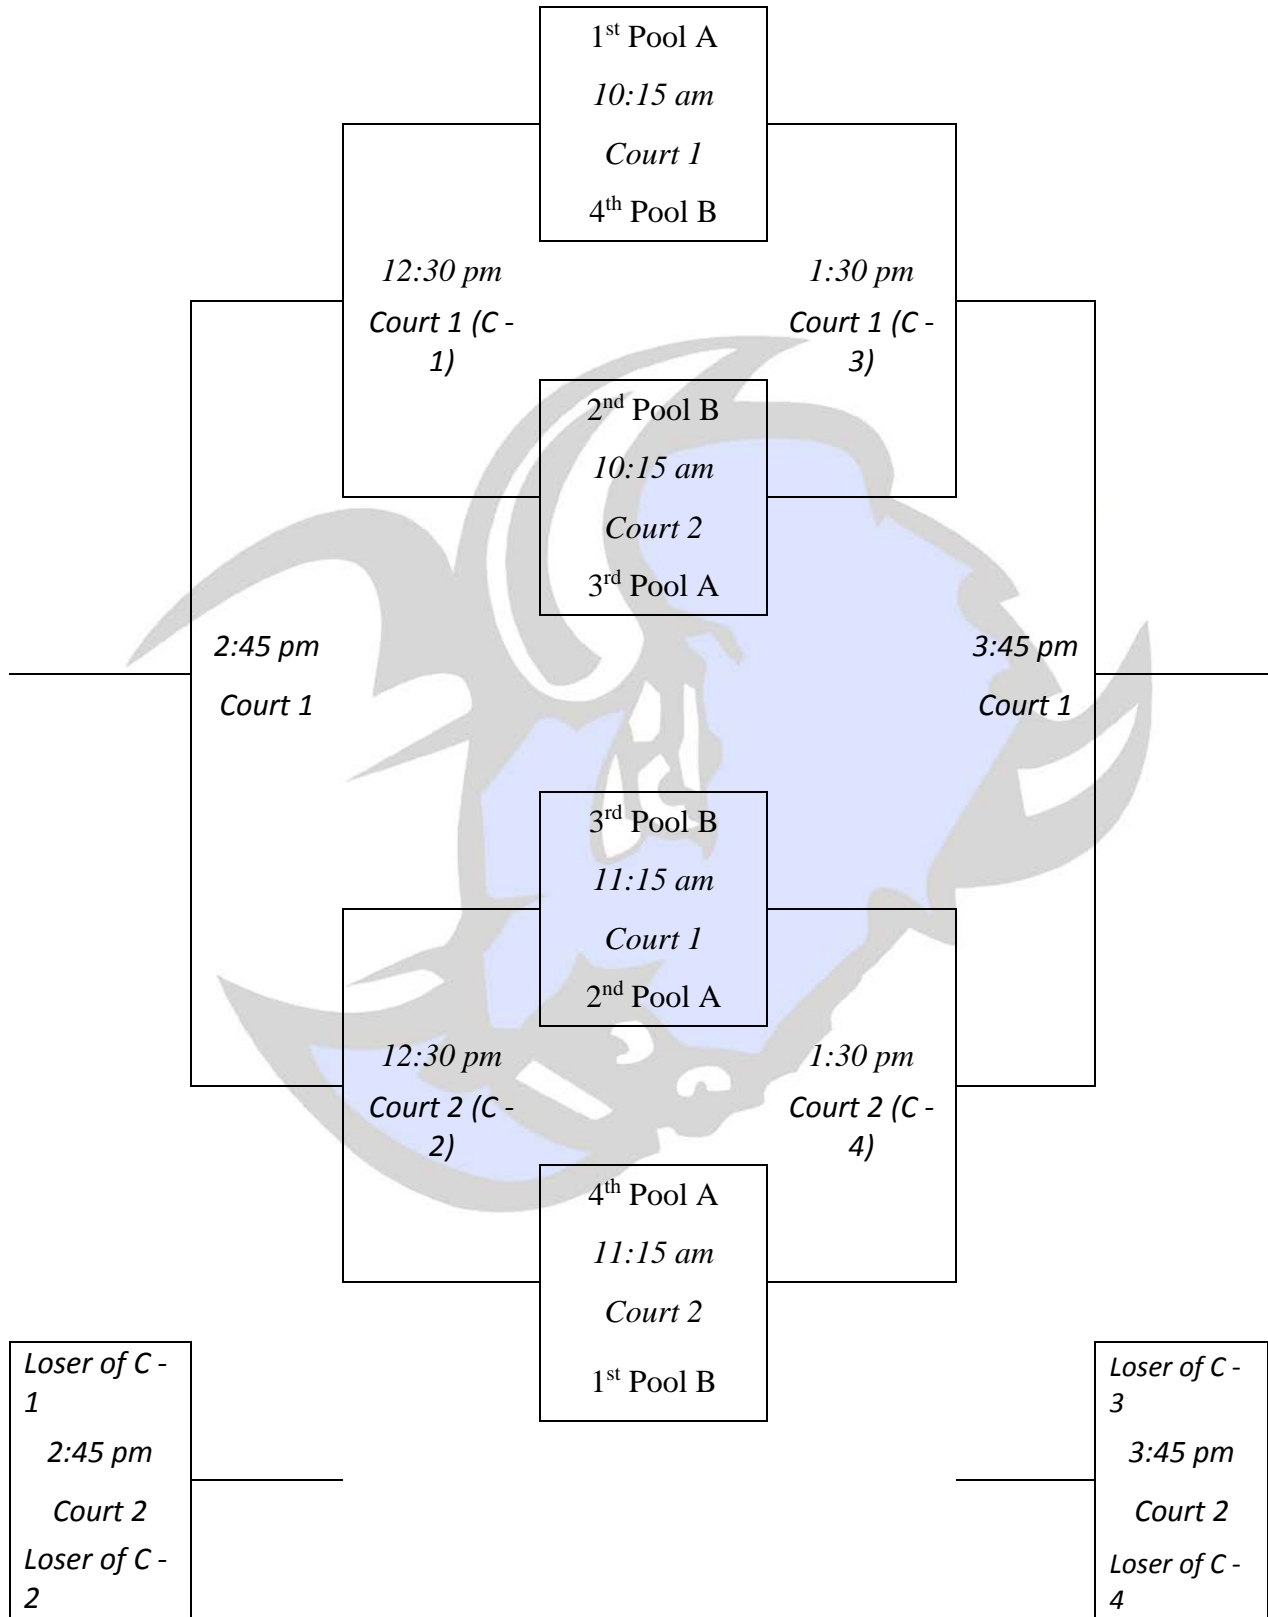 1st Pool A
10:15 am
Court 1
4th Pool B
12:30 pm
Court 1 (C -
1)
1:30 pm
Court 1 (C -
3)
2nd Pool B
10:15 am
Court 2
3rd Pool A
2:45 pm
Court 1
3:45 pm
Court 1
3rd Pool B
11:15 am
Court 1
2nd Pool A
12:30 pm
Court 2 (C -
2)
1:30 pm
Court 2 (C -
4)
4th Pool A
11:15 am
Court 2
1st Pool B
Loser of C -
1
2:45 pm
Court 2
Loser of C -
2
Loser of C -
3
3:45 pm
Court 2
Loser of C -
4